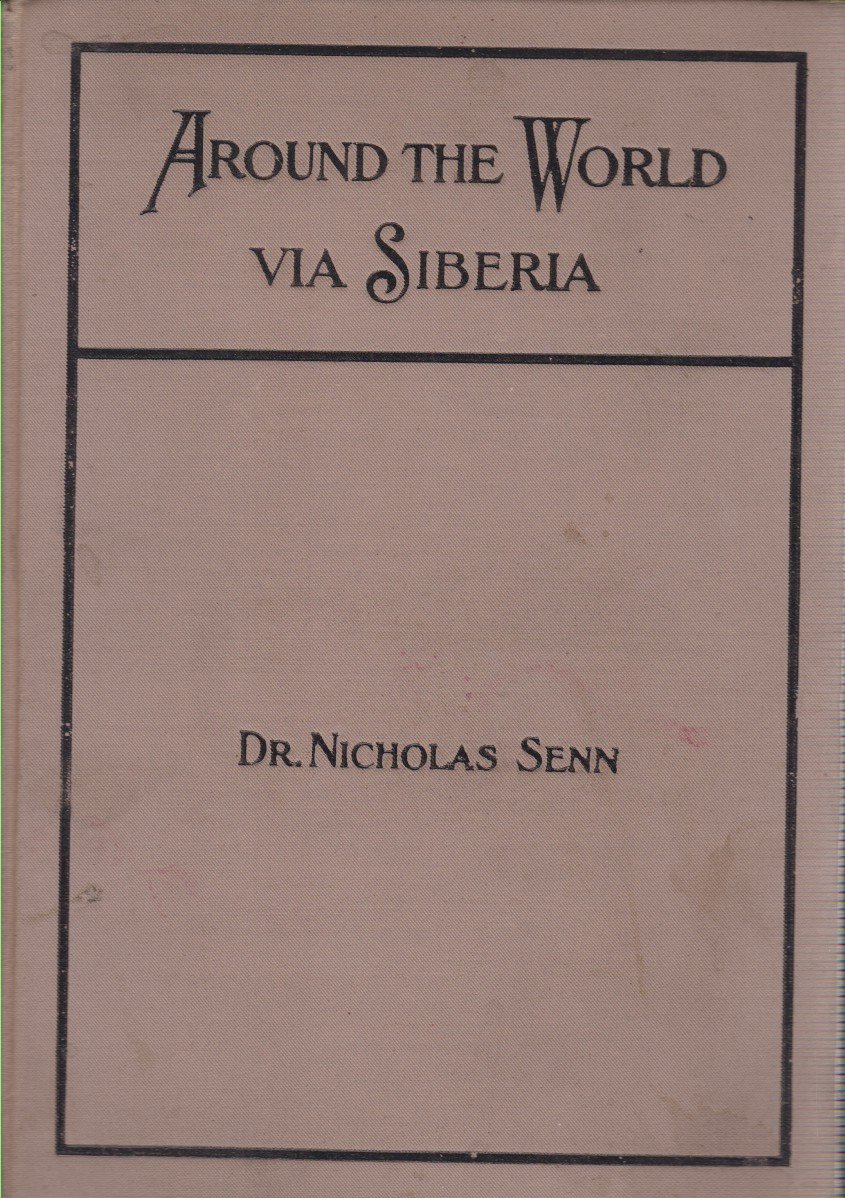 AROUND THE WORLD
VIA SIBERIA
DR. NICHOLAS SENN